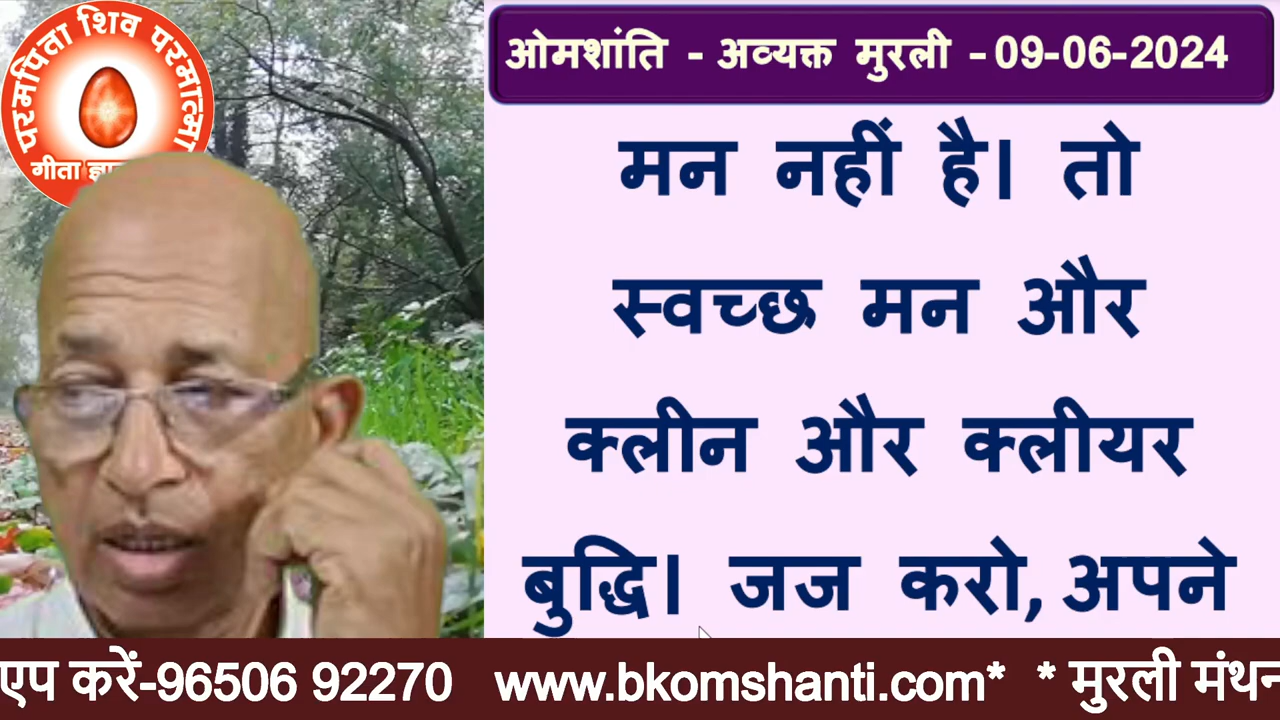 परमपिता शिव परमात्मा
गीता
ओमशांति - अव्यक्त मुरली - 09-06-2024
मन नहीं है। तो
स्वच्छ मन और
क्लीन और क्लीयर
बुद्धि। जज करो, अपने
एप करें-96506 92270 www.bkomshanti.com* * मुरली मंथन